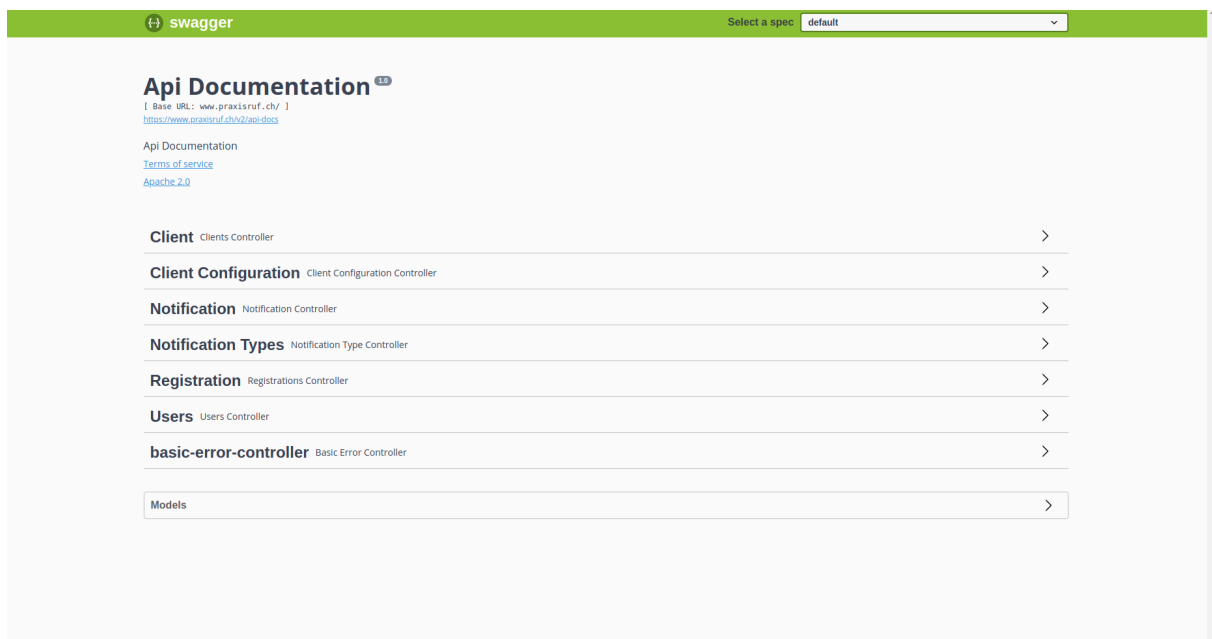 swagger Select a spec default
Api Documentation 1.0
[ Base URL: www.praxisruf.ch/ ]
https://www.praxisruf.ch/v2/api-docs
Api Documentation
Terms of service
Apache 2.0
Client Clients Controller
Client Configuration Client Configuration Controller
Notification Notification Controller
Notification Types Notification Type Controller
Registration Registrations Controller
Users Users Controller
basic-error-controller Basic Error Controller
Models